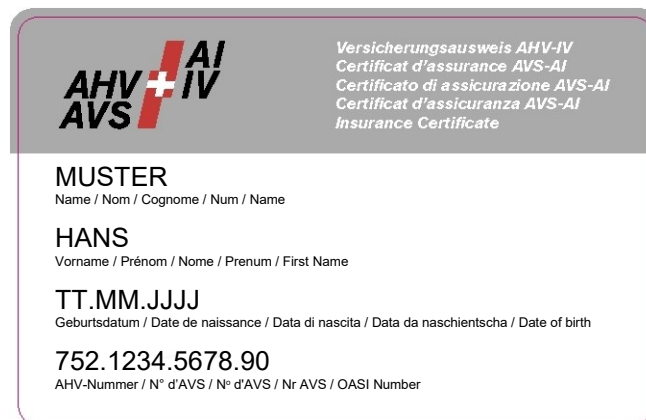 AHV AI
AVS IV
Versicherungsausweis AHV-IV
Certificat d'assurance AVS-AI
Certificato di assicurazione AVS-AI
Certificat d'assicuranza AVS-AI
Insurance Certificate
MUSTER
Name / Nom / Cognome / Num / Name
HANS
Vorname / Prénom / Nome / Prenum / First Name
TT.MM.JJJJ
Geburtsdatum / Date de naissance / Data di nascita / Data da naschientscha / Date of birth
752.1234.5678.90
AHV-Nummer / N° d'AVS / Nº d'AVS / Nr AVS / OASI Number